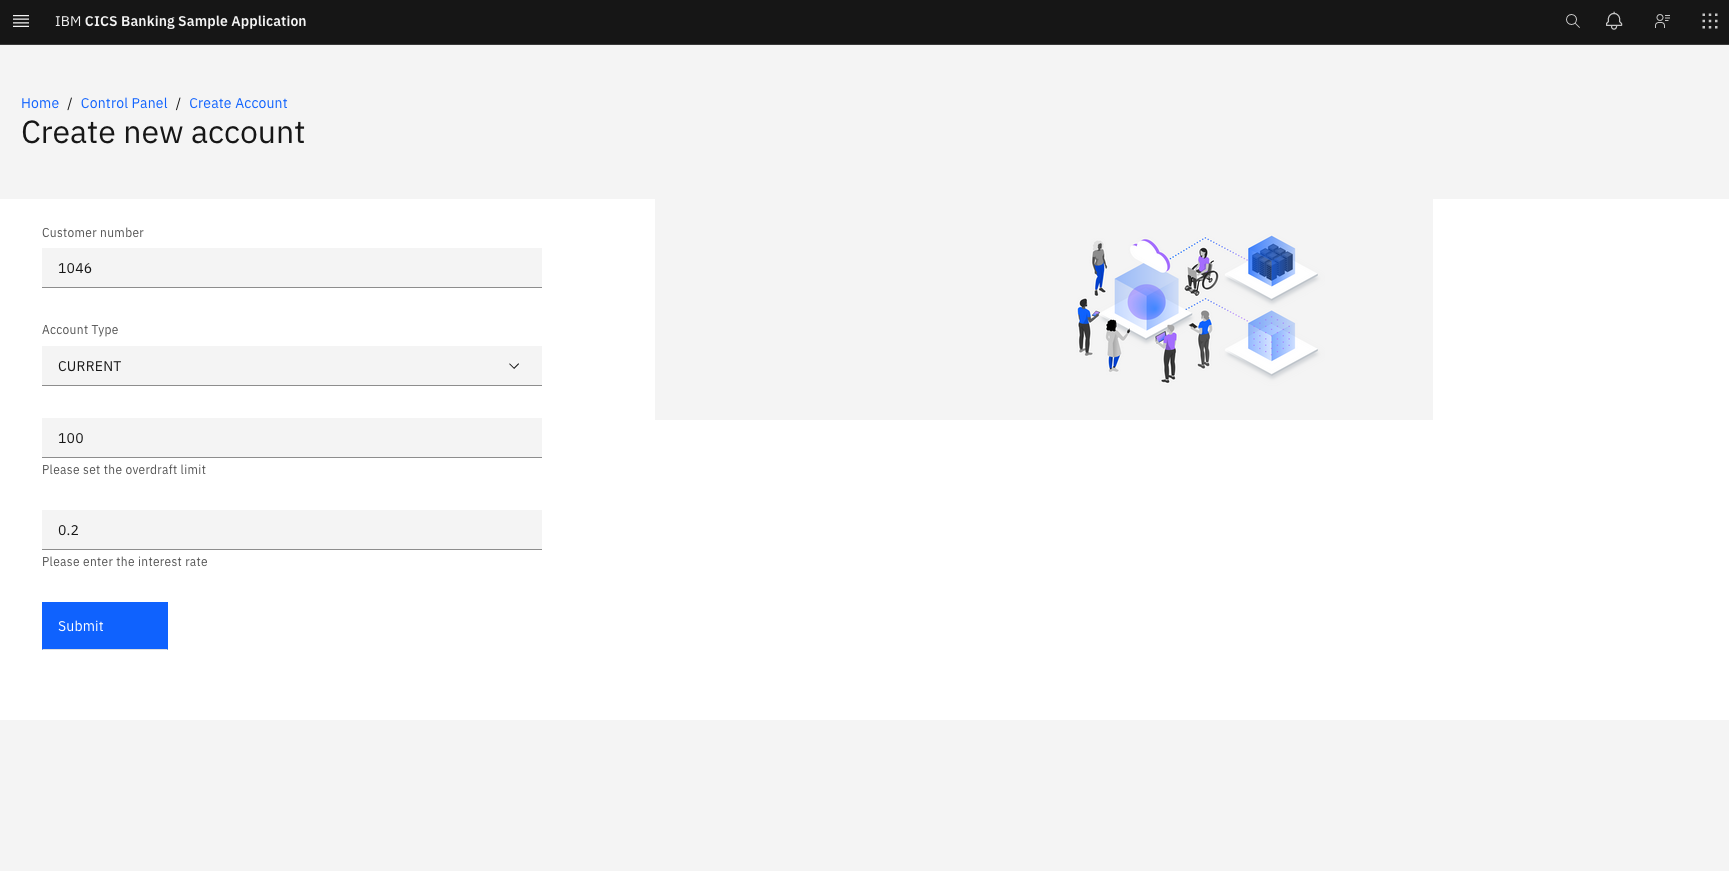 IBM CICS Banking Sample Application
Home / Control Panel / Create Account
Create new account
Customer number
1046
Account Type
CURRENT
100
Please set the overdraft limit
0.2
Please enter the interest rate
Submit